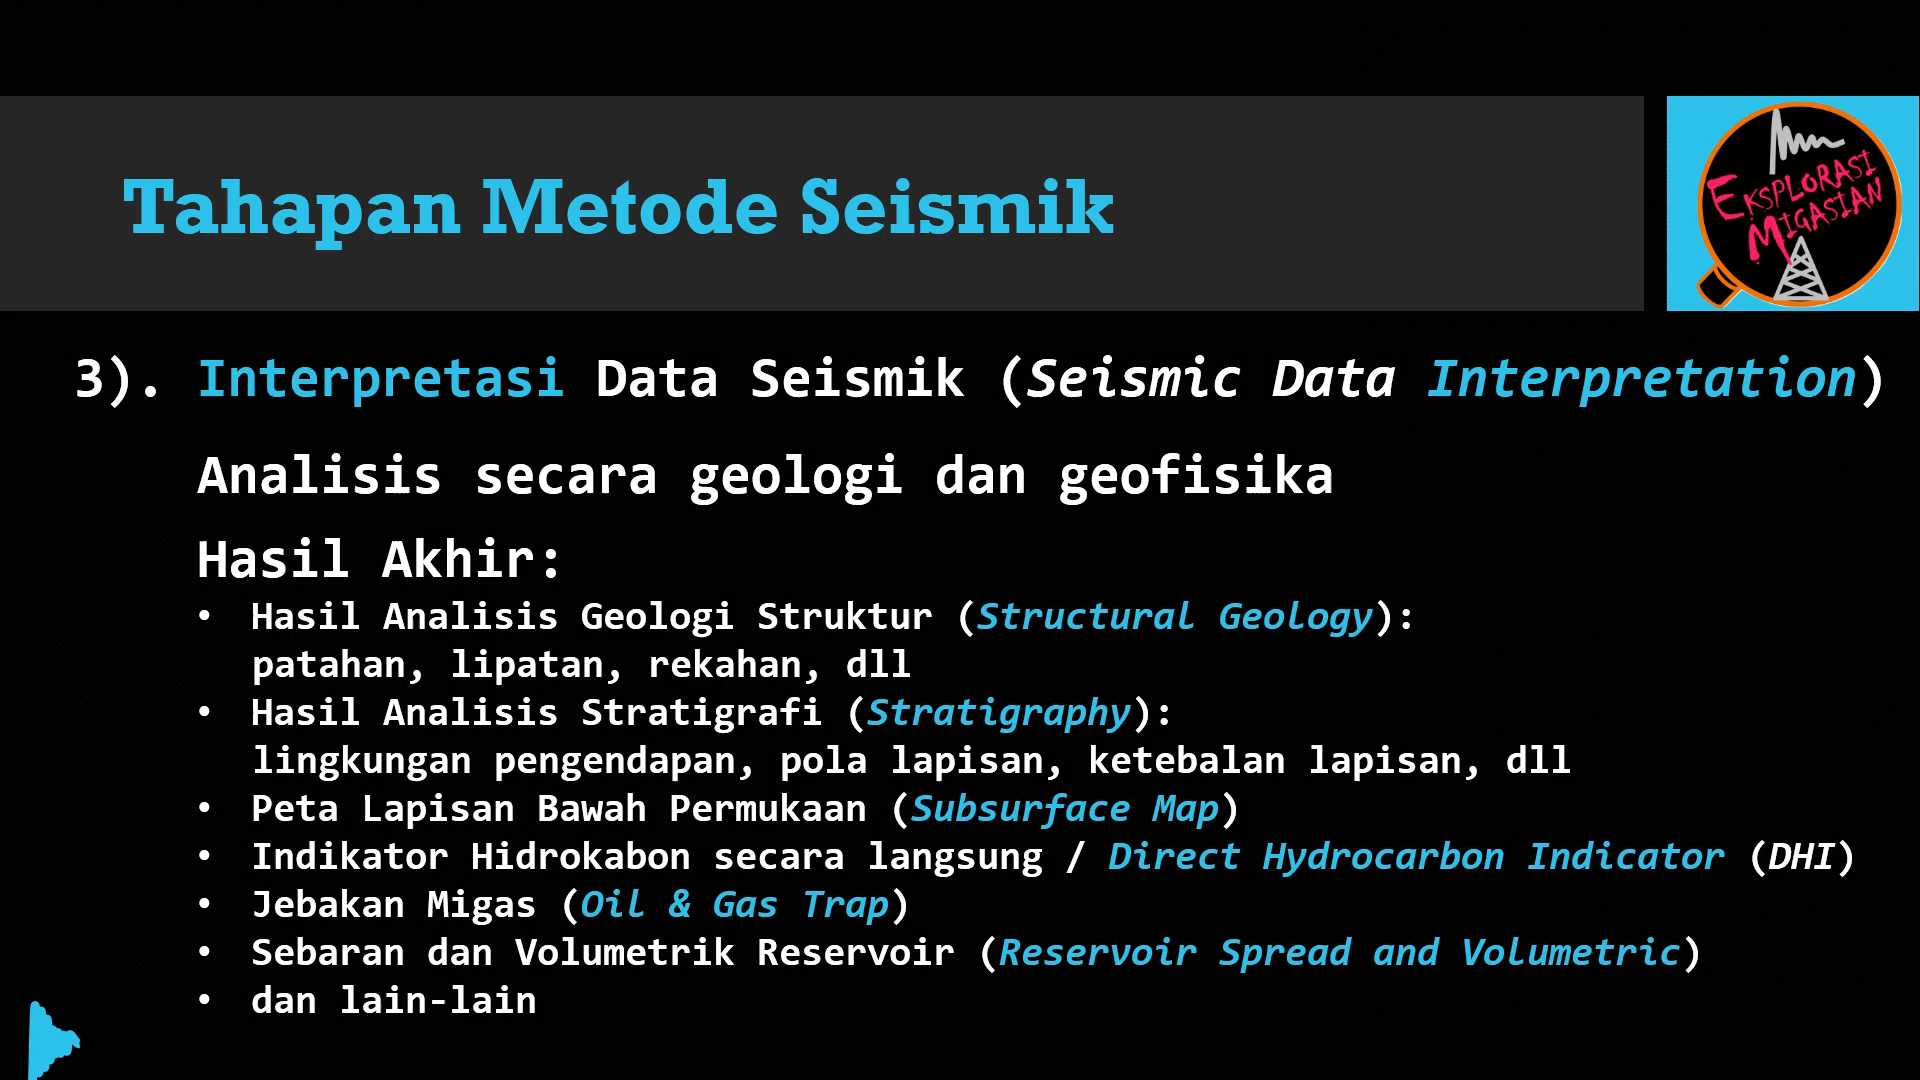 Tahapan Metode Seismik
EKSPLORASI
MIGASIAN
3). Interpretasi Data Seismik (Seismic Data Interpretation)
Analisis secara geologi dan geofisika
Hasil Akhir:
• Hasil Analisis Geologi Struktur (Structural Geology):
patahan, lipatan, rekahan, dll
• Hasil Analisis Stratigrafi (Stratigraphy):
lingkungan pengendapan, pola lapisan, ketebalan lapisan, dll
• Peta Lapisan Bawah Permukaan (Subsurface Map)
• Indikator Hidrokabon secara langsung / Direct Hydrocarbon Indicator (DHI)
• Jebakan Migas (Oil & Gas Trap)
• Sebaran dan Volumetrik Reservoir (Reservoir Spread and Volumetric)
• dan lain-lain